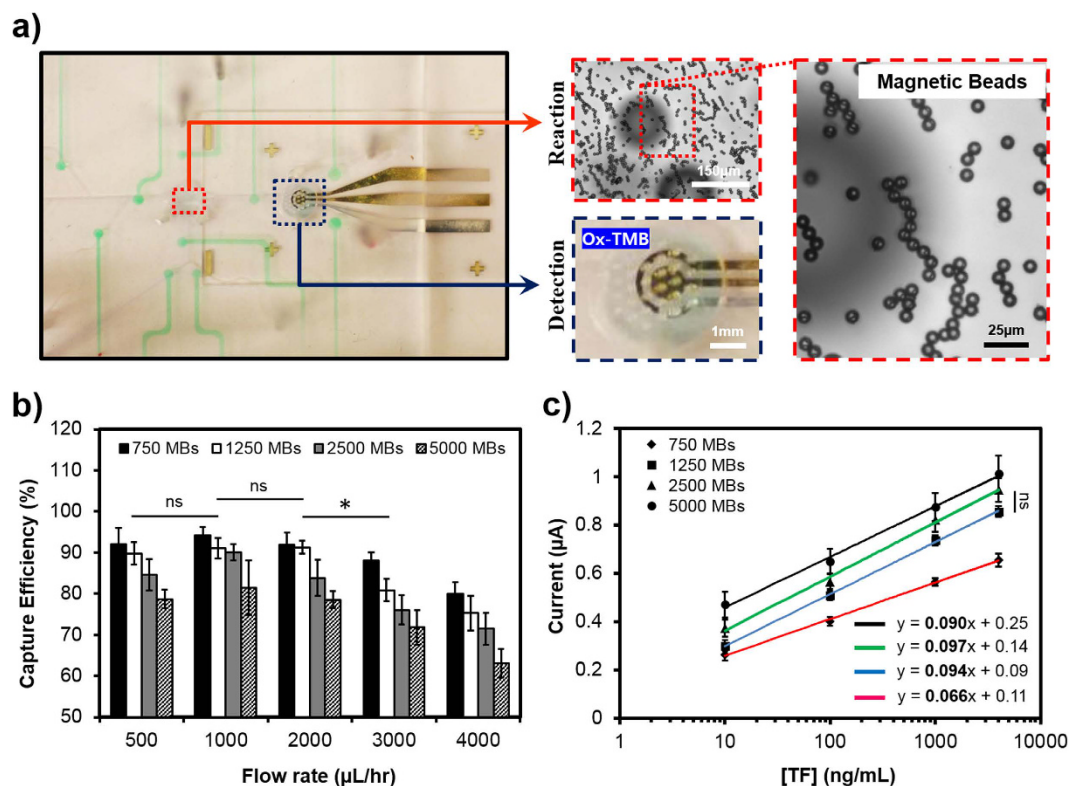 a)
Reaction
150µm
Magnetic Beads
25µm
Detection
Ox-TMB
1mm
b)
Capture Efficiency (%)
120
110
100
90
80
70
60
50
750 MBs 1250 MBs 2500 MBs 5000 MBs
ns
ns
*
500 1000 2000 3000 4000
Flow rate (µL/hr)
c)
Current (µA)
1.2
1
0.8
0.6
0.4
0.2
0
750 MBs
1250 MBs
2500 MBs
5000 MBs
ns
y = 0.090x + 0.25
y = 0.097x + 0.14
y = 0.094x + 0.09
y = 0.066x + 0.11
1 10 100 1000 10000
[TF] (ng/mL)